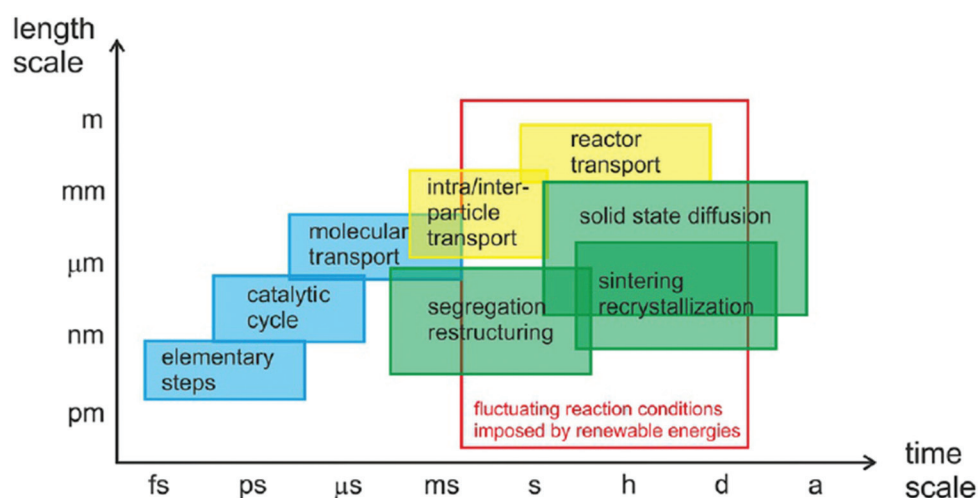 length
scale
m
mm
μm
nm
pm
reactor
transport
intra/inter-
particle
transport
solid state diffusion
molecular
transport
sintering
recrystallization
catalytic
cycle
segregation
restructuring
elementary
steps
fluctuating reaction conditions
imposed by renewable energies
fs
ps
μs
ms
s
h
d
a
time
scale